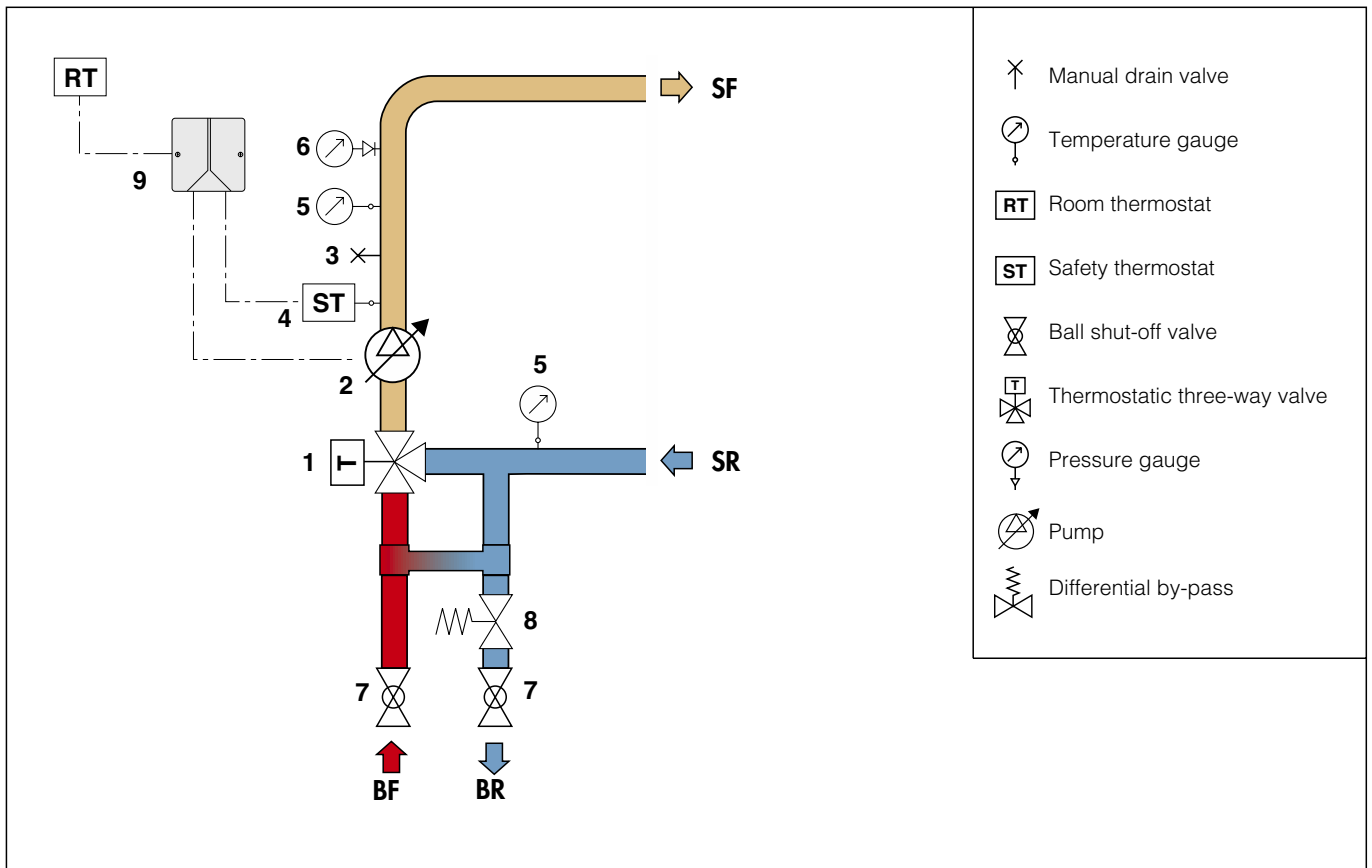 RT
SF
6
9
5
3
ST
4
2
5
1
T
SR
8
7
7
BF
BR
Manual drain valve
Temperature gauge
RT Room thermostat
ST Safety thermostat
Ball shut-off valve
T
Thermostatic three-way valve
Pressure gauge
Pump
Differential by-pass